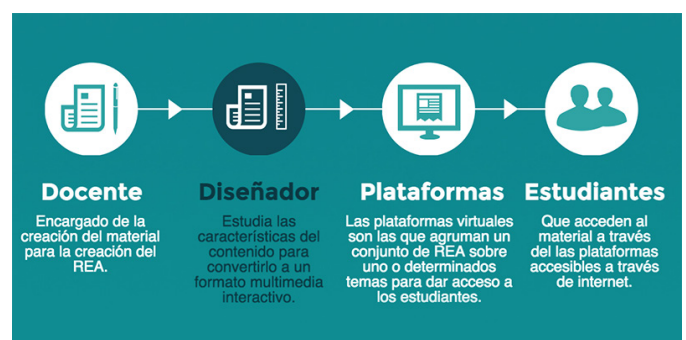 Docente
Encargado de la
creación del material
para la creación del
REA.
Diseñador
Estudia las
características del
contenido para
convertirlo a un
formato multimedia
interactivo.
Plataformas
Las plataformas virtuales
son las que agruman un
conjunto de REA sobre
uno o determinados
temas para dar acceso a
los estudiantes.
Estudiantes
Que acceden al
material a través
del las plataformas
accesibles a través
de internet.